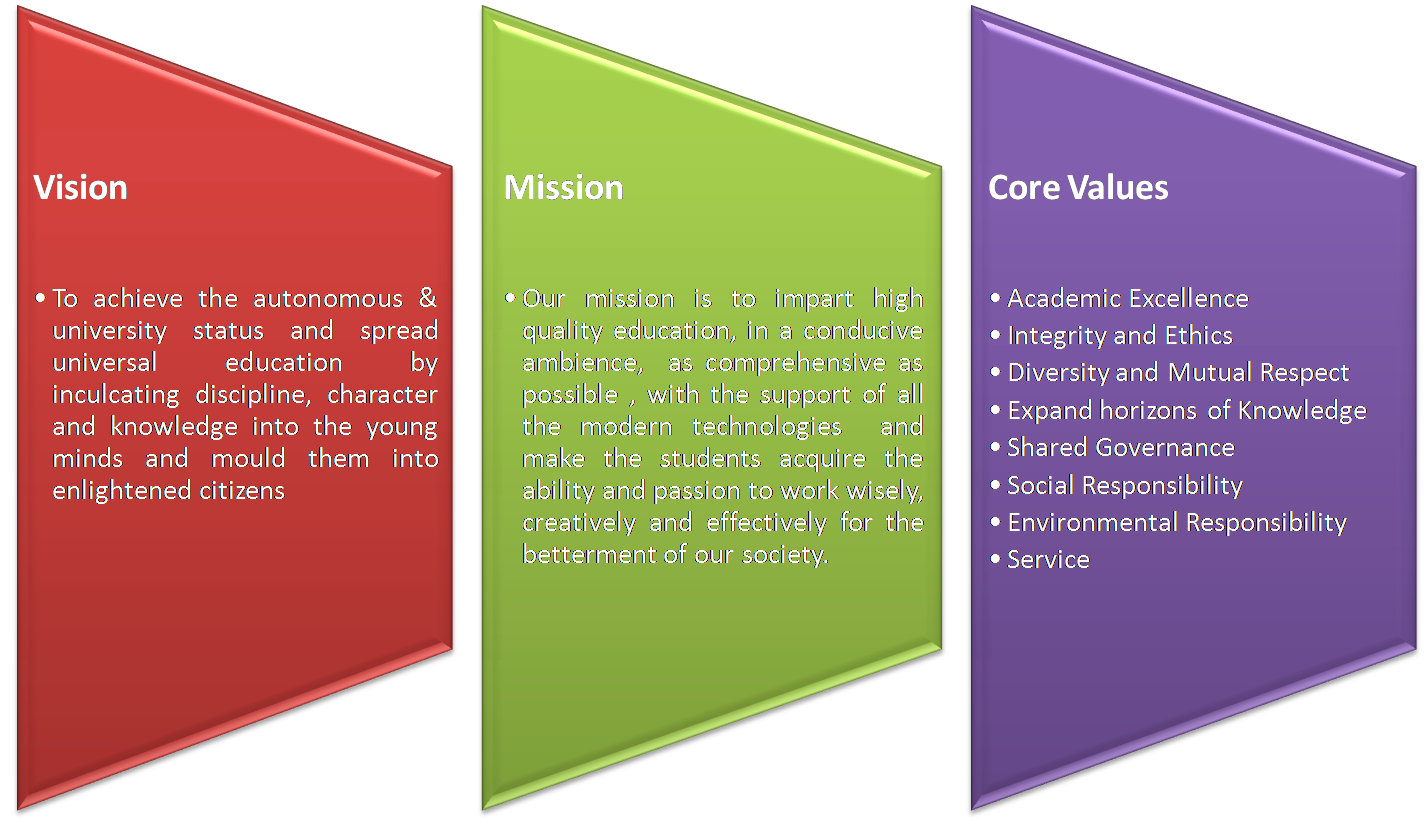 Vision
• To achieve the autonomous &
university status and spread
universal education by
inculcating discipline, character
and knowledge into the young
minds and mould them into
enlightened citizens
Mission
• Our mission is to impart high
quality education, in a conducive
ambience, as comprehensive as
possible , with the support of all
the modern technologies and
make the students acquire the
ability and passion to work wisely,
creatively and effectively for the
betterment of our society.
Core Values
• Academic Excellence
• Integrity and Ethics
• Diversity and Mutual Respect
• Expand horizons of Knowledge
• Shared Governance
• Social Responsibility
• Environmental Responsibility
• Service